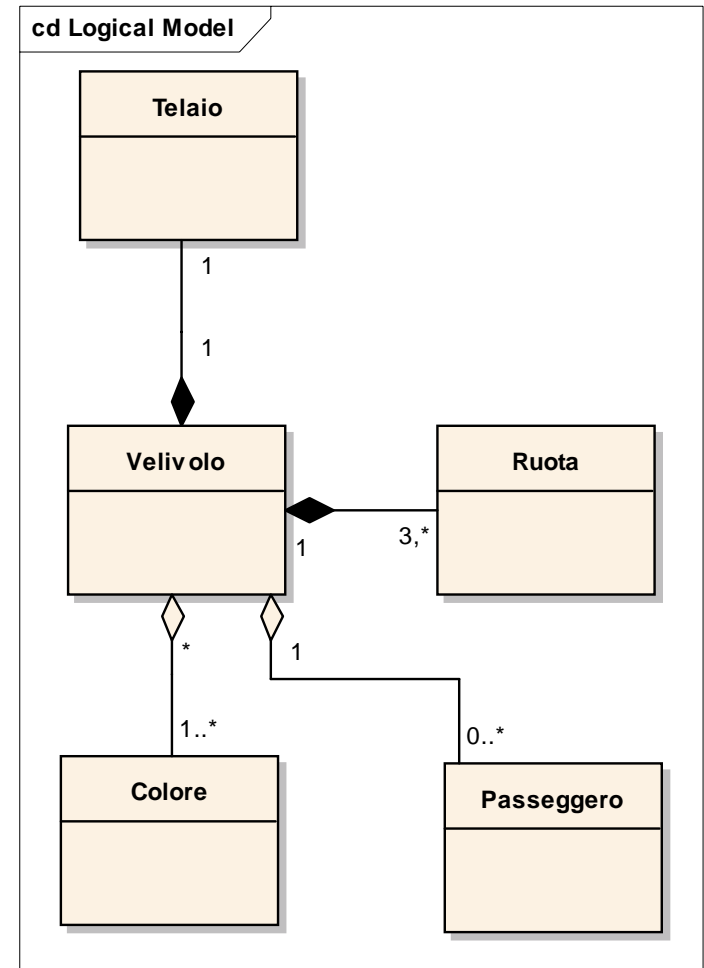 cd Logical Model
Telaio
1
1
Velivolo
Ruota
1
3,*
*
1
1..*
0..*
Colore
Passeggero